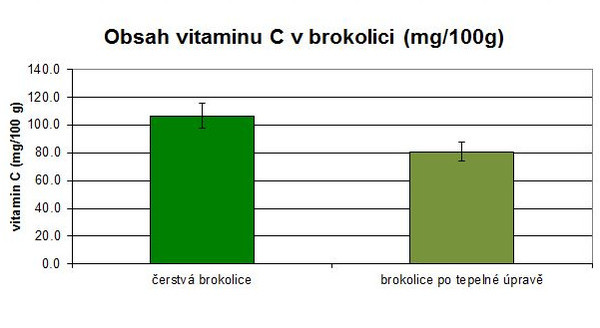 Obsah vitaminu C v brokolici (mg/100g)
vitamin C (mg/100 g)
140.0
120.0
100.0
80.0
60.0
40.0
20.0
0.0
čerstvá brokolice
brokolice po tepelné úpravě